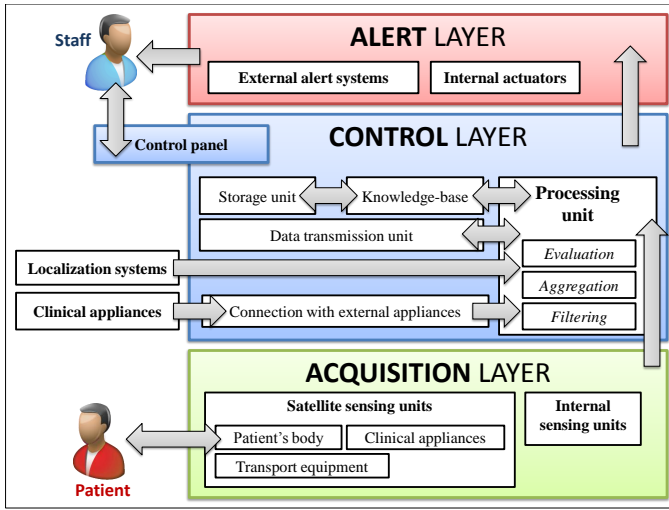 Staff
ALERT LAYER
External alert systems
Internal actuators
Control panel
CONTROL LAYER
Storage unit
Knowledge-base
Processing
unit
Data transmission unit
Evaluation
Localization systems
Aggregation
Clinical appliances
Connection with external appliances
Filtering
ACQUISITION LAYER
Satellite sensing units
Internal
sensing units
Patient's body
Clinical appliances
Transport equipment
Patient